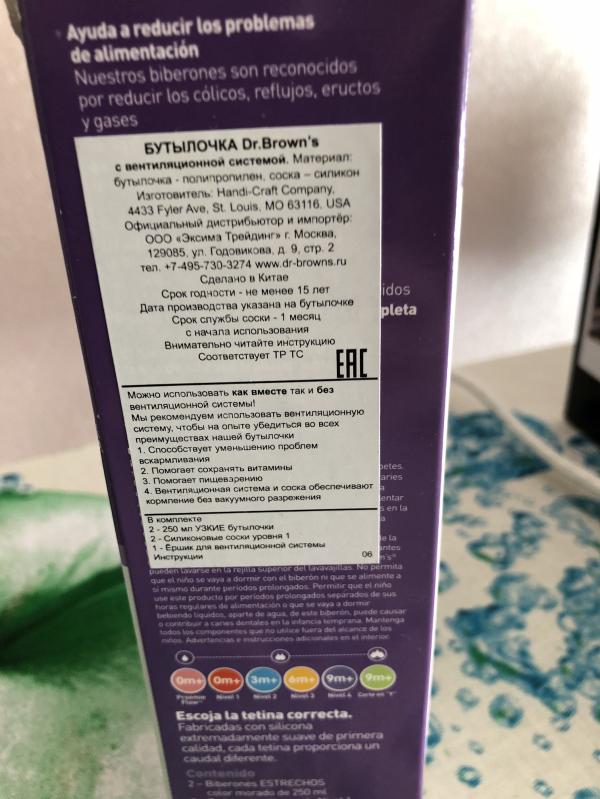 Ayuda a reducir los problemas
de alimentación
Nuestros biberones son reconocidos
por reducir los cólicos, reflujos, eructos
y gases
БУТЫЛОЧКА Dr.Brown's
с вентиляционной системой. Материал:
бутылочка - полипропилен, соска – силикон
Изготовитель: Handi-Craft Company,
4433 Fyler Ave, St. Louis, MO 63116. USA
Официальный дистрибьютор и импортёр:
ООО «Эксима Трейдинг» г. Москва,
129085, ул. Годовикова, д. 9, стр. 2
тел. +7-495-730-3274 www.dr-browns.ru
Сделано в Китае
Срок годности - не менее 15 лет
Дата производства указана на бутылочке
Срок службы соски - 1 месяц
с начала использования
Внимательно читайте инструкцию
Соответствует ТР ТС
EAC
idos
pleta
Можно использовать как вместе так и без
вентиляционной системы!
Мы рекомендуем использовать вентиляционную
систему, чтобы на опыте убедиться во всех
преимуществах нашей бутылочки
1. Способствует уменьшению проблем
вскармливания
2. Помогает сохранять витамины
3. Помогает пищеварению
4. Вентиляционная система и соска обеспечивают
кормление без вакуумного разрежения
В комплекте
2 - 250 мл УЗКИЕ бутылочки
2 - Силиконовые соски уровня 1
1 - Ёршик для вентиляционной системы
Инструкции
06
pueden lavarse en la rejilla superior del lavavajillas. No permita
que el niño se vaya a dormir con el biberón ni que se alimente a
sí mismo durante periodos prolongados. Permitir que el niño
use este producto por periodos prolongados separados de sus
horas regulares de alimentación o que se vaya a dormir
bebiendo líquidos, aparte de agua, de este biberón, puede causar
o contribuir a caries dentales en la infancia temprana. Mantenga
todos los componentes que no utilice fuera del alcance de los
niños. Advertencias e instrucciones adicionales en el interior.
0m+ 0m+ 3m+ 6m+ 9m+ 9m+
Preemie Flow™ Nivel 1 Nivel 2 Nivel 3 Nivel 4 Corte en "Y"
Escoja la tetina correcta.
Fabricadas con silicona
extremadamente suave de primera
calidad, cada tetina proporciona un
caudal diferente.
Contenido
2 – Biberones ESTRECHOS
color morado de 250 ml